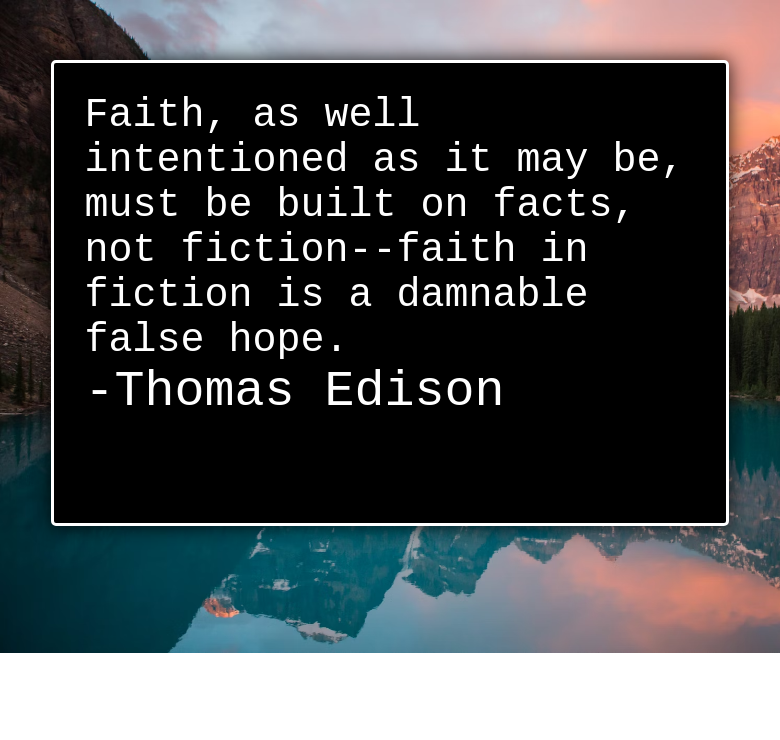 Faith, as well
intentioned as it may be,
must be built on facts,
not fiction--faith in
fiction is a damnable
false hope.
-Thomas Edison